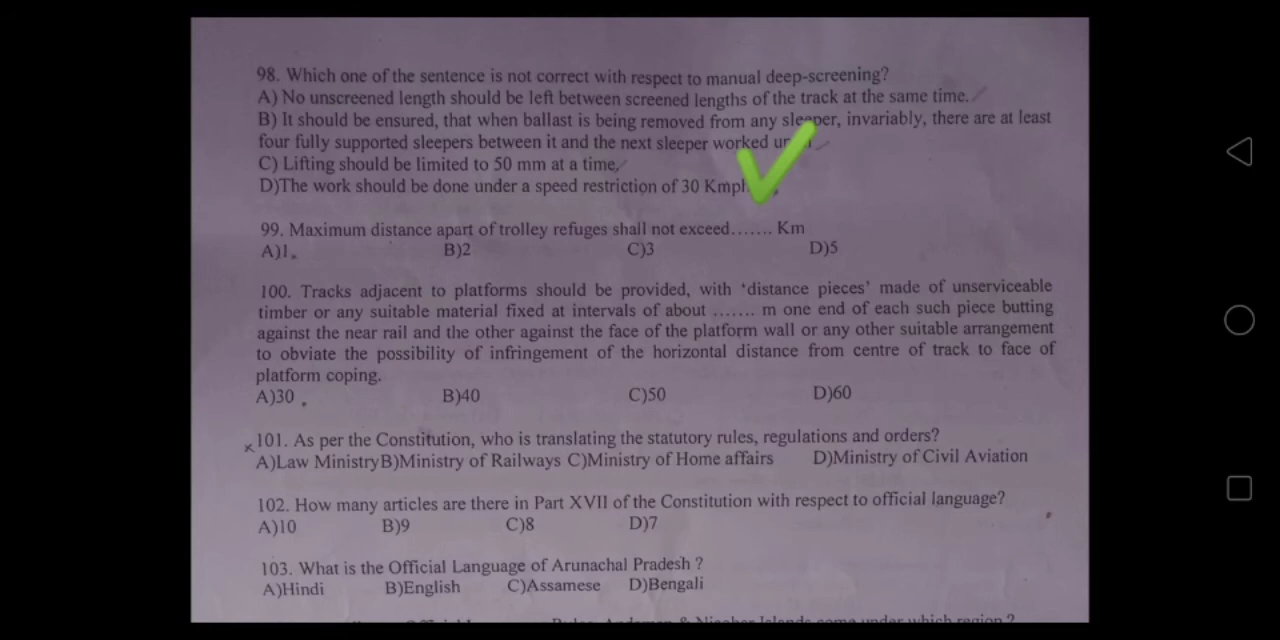 98. Which one of the sentence is not correct with respect to manual deep-screening?
A) No unscreened length should be left between screened lengths of the track at the same time.
B) It should be ensured, that when ballast is being removed from any sleeper, invariably, there are at least
four fully supported sleepers between it and the next sleeper worked
C) Lifting should be limited to 50 mm at a time.
D)The work should be done under a speed restriction of 30 Kmph
99. Maximum distance apart of trolley refuges shall not exceed....... Km
A)1. B)2 C)3 D)5
100. Tracks adjacent to platforms should be provided, with 'distance pieces' made of unserviceable
timber or any suitable material fixed at intervals of about ....... m one end of each such piece butting
against the near rail and the other against the face of the platform wall or any other suitable arrangement
to obviate the possibility of infringement of the horizontal distance from centre of track to face of
platform coping.
A)30 . B)40 C)50 D)60
x101. As per the Constitution, who is translating the statutory rules, regulations and orders?
A)Law Ministry B)Ministry of Railways C)Ministry of Home affairs D)Ministry of Civil Aviation
102. How many articles are there in Part XVII of the Constitution with respect to official language?
A)10 B)9 C)8 D)7
103. What is the Official Language of Arunachal Pradesh ?
A)Hindi B)English C)Assamese D)Bengali
& Nicobar Islands come under which region ?